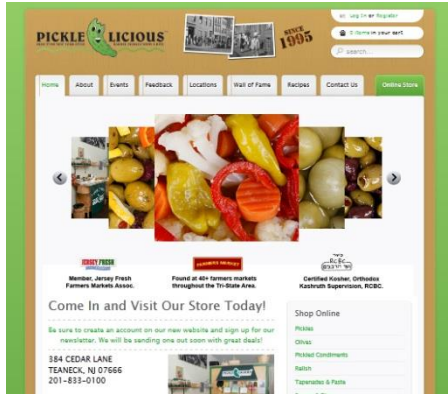 Log In or Register
PICKLE LICIOUS
SINCE
1995
0 items in your cart
search...
Home
About
Events
Feedback
Locations
Wall of Fame
Recipes
Contact Us
Online Store
JERSEY FRESH
FARMERS MARKET
RCBC
Member, Jersey Fresh
Farmers Markets Assoc.
Found at 40+ farmers markets
throughout the Tri-State Area.
Certified Kosher, Orthodox
Kashruth Supervision, RCBC.
Come In and Visit Our Store Today!
Be sure to create an account on our new website and sign up for our
newsletter. We will be sending one out soon with great deals!
384 CEDAR LANE
TEANECK, NJ 07666
201-833-0100
Shop Online
Pickles
Olives
Pickled Condiments
Relish
Tapenades & Pasta